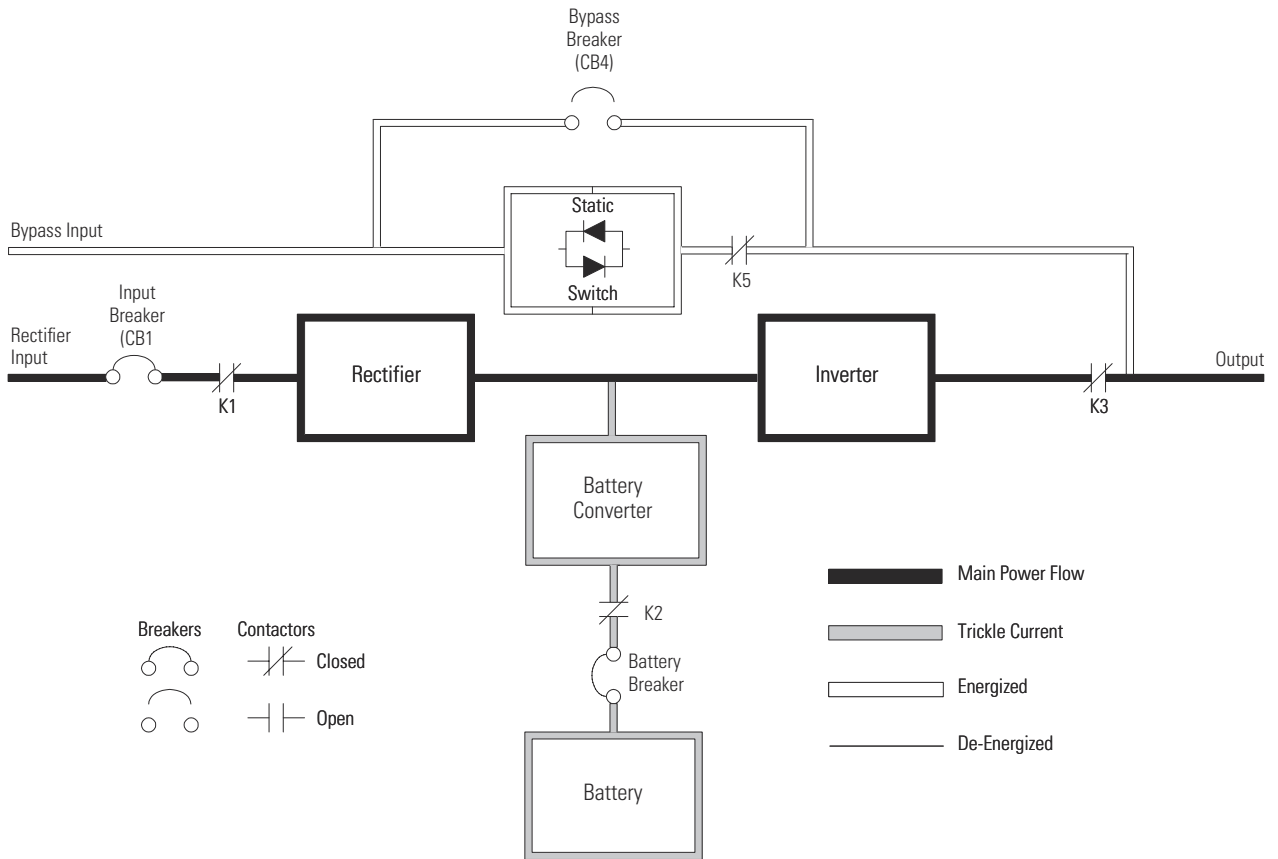 Bypass
Breaker
(CB4)
Bypass Input
Static
Switch
K5
Input
Breaker
(CB1
Rectifier
Input
K1
Rectifier
Inverter
K3
Output
Battery
Converter
K2
Battery
Breaker
Battery
Breakers
Contactors
Closed
Open
Main Power Flow
Trickle Current
Energized
De-Energized